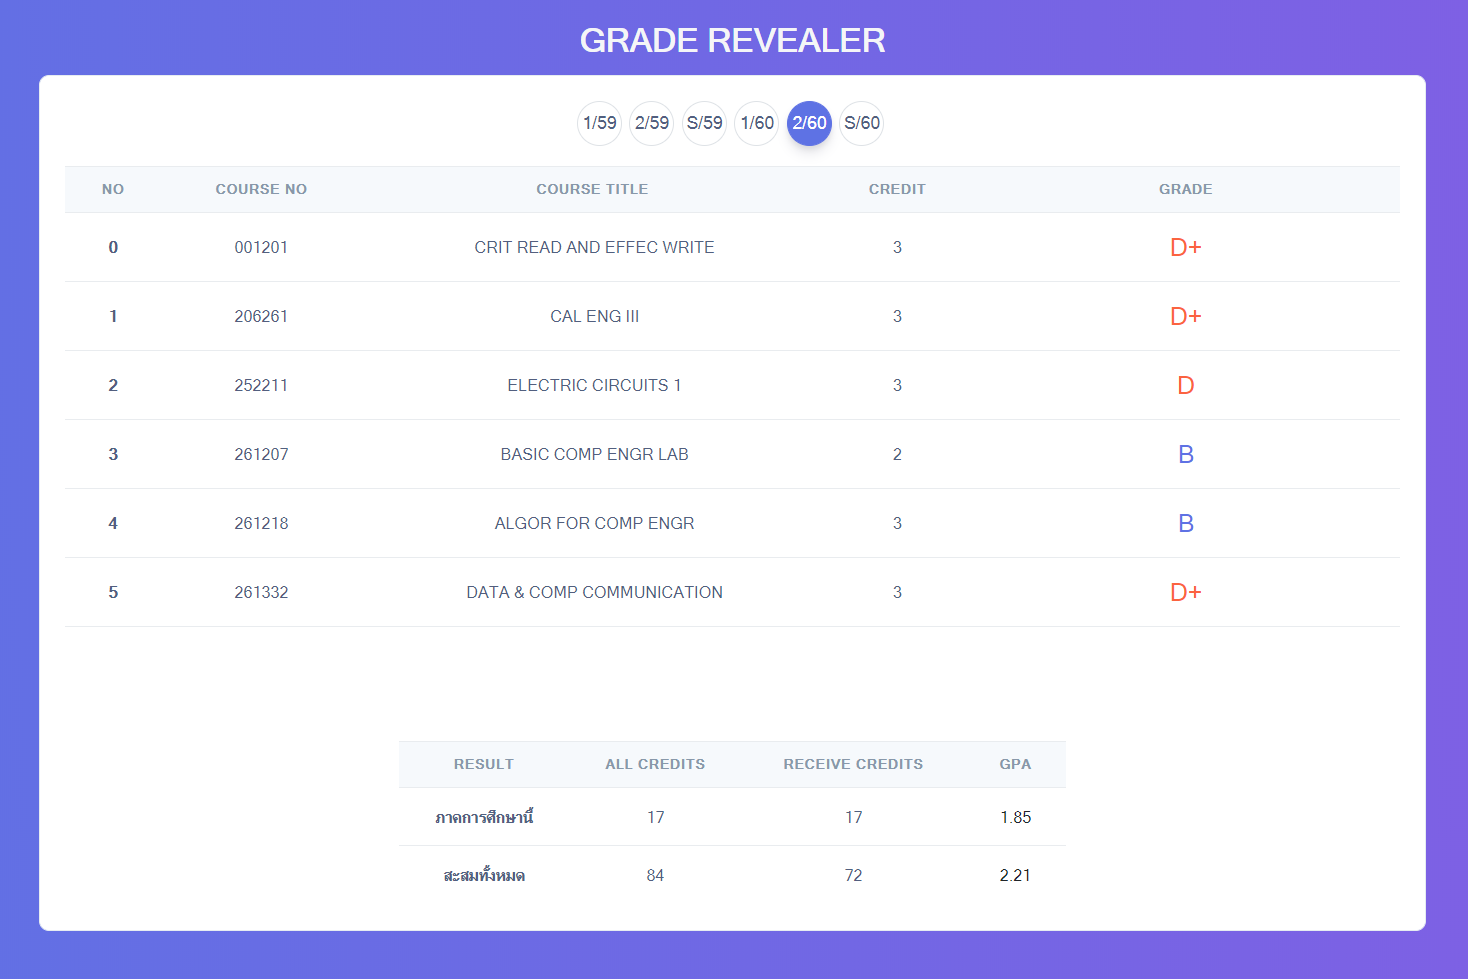 GRADE REVEALER
1/59 2/59 S/59 1/60 2/60 S/60
NO COURSE NO COURSE TITLE CREDIT GRADE
0 001201 CRIT READ AND EFFEC WRITE 3 D+
1 206261 CAL ENG III 3 D+
2 252211 ELECTRIC CIRCUITS 1 3 D
3 261207 BASIC COMP ENGR LAB 2 B
4 261218 ALGOR FOR COMP ENGR 3 B
5 261332 DATA & COMP COMMUNICATION 3 D+
RESULT ALL CREDITS RECEIVE CREDITS GPA
ภาคการศึกษานี้ 17 17 1.85
สะสมทั้งหมด 84 72 2.21